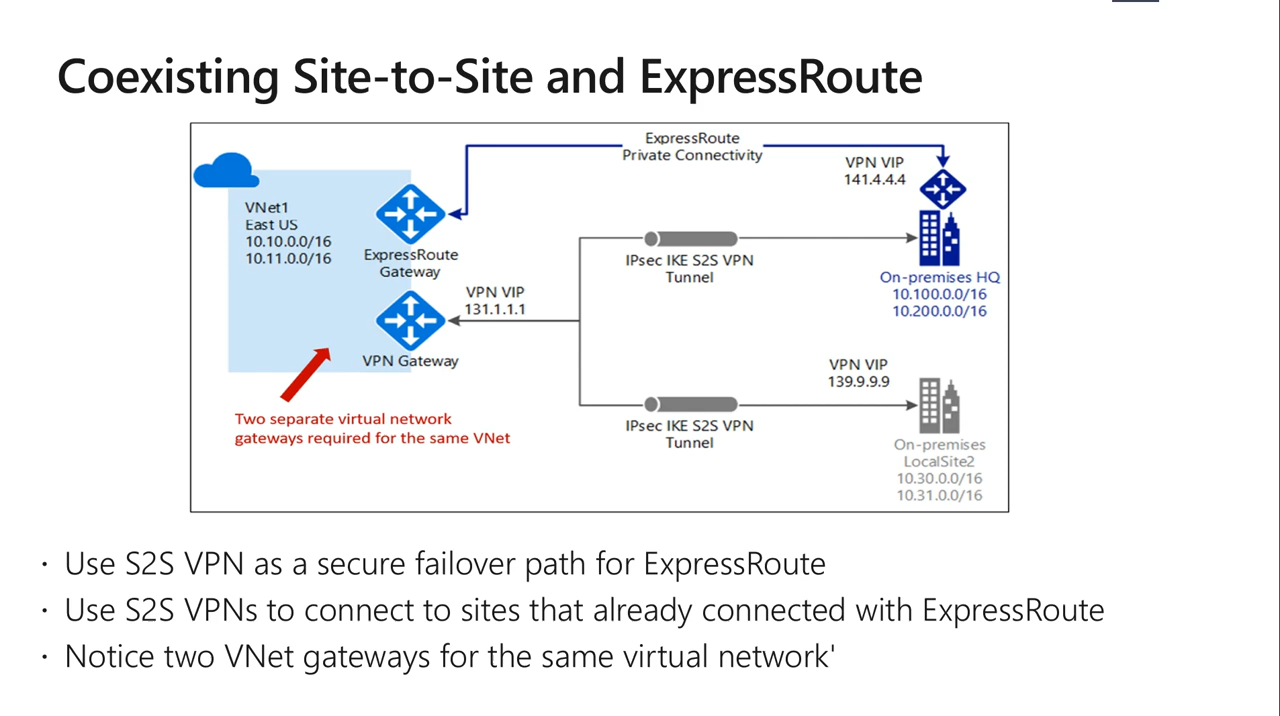 Coexisting Site-to-Site and ExpressRoute
ExpressRoute
Private Connectivity
VPN VIP
141.4.4.4
VNet1
East US
10.10.0.0/16
10.11.0.0/16
ExpressRoute
Gateway
IPsec IKE S2S VPN
Tunnel
On-premises HQ
10.100.0.0/16
10.200.0.0/16
VPN VIP
131.1.1.1
VPN Gateway
VPN VIP
139.9.9.9
Two separate virtual network
gateways required for the same VNet
IPsec IKE S2S VPN
Tunnel
On-premises
LocalSite2
10.30.0.0/16
10.31.0.0/16
· Use S2S VPN as a secure failover path for ExpressRoute
· Use S2S VPNs to connect to sites that already connected with ExpressRoute
· Notice two VNet gateways for the same virtual network'